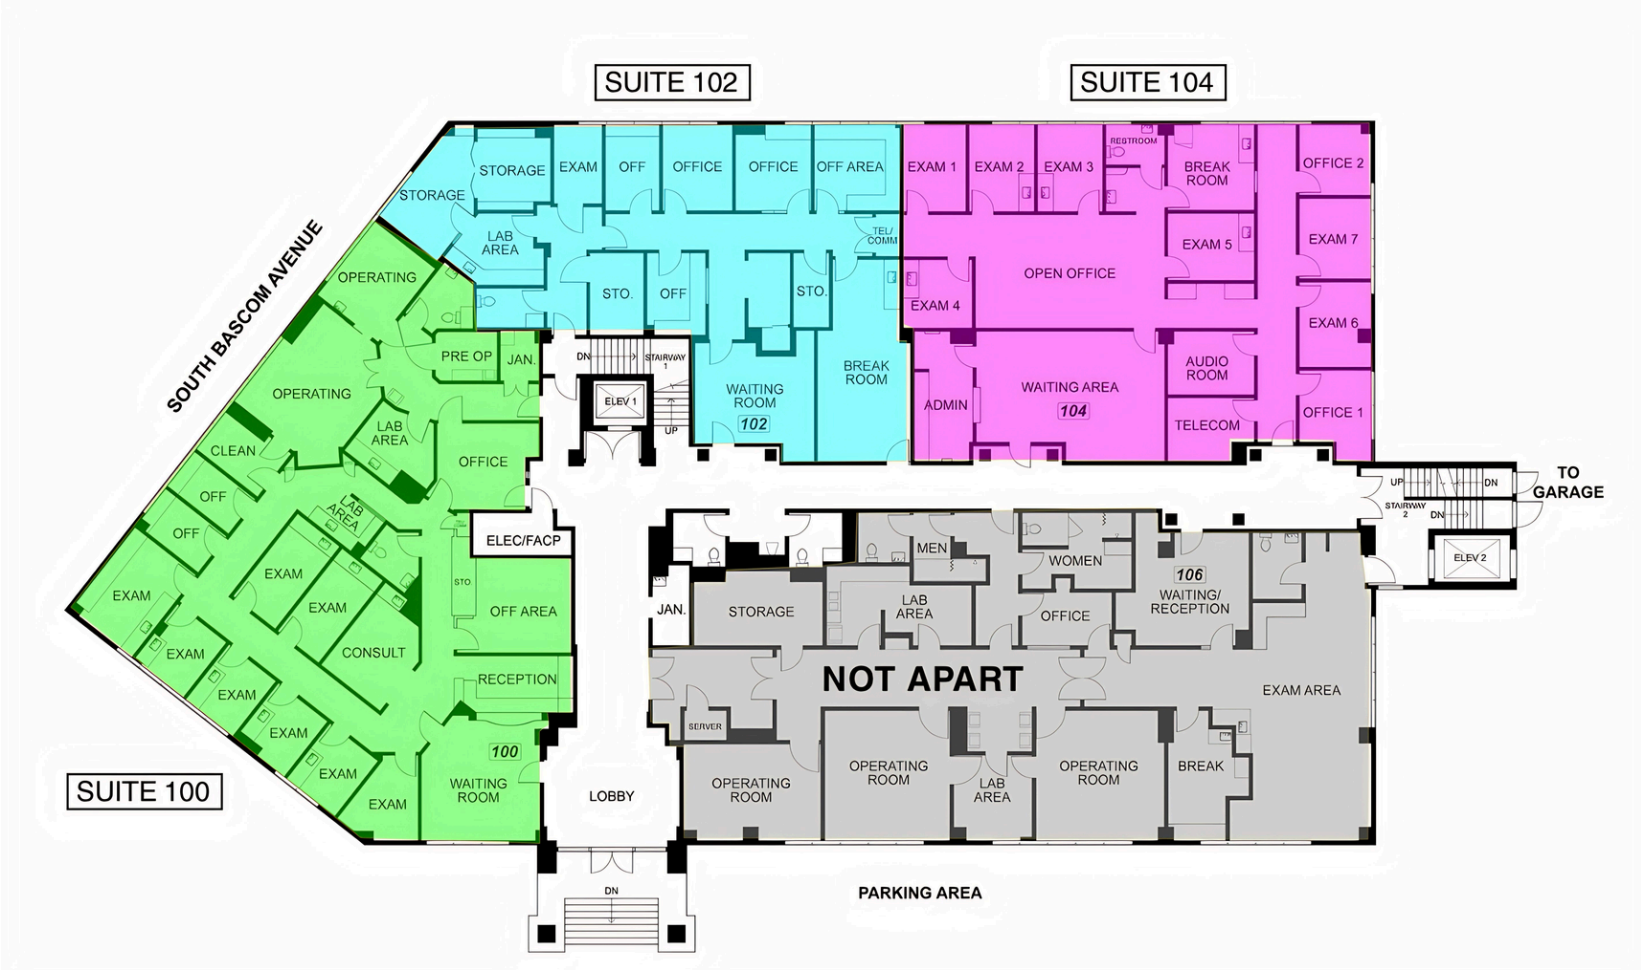 SUITE 102
SUITE 104
STORAGE
STORAGE
EXAM
OFF
OFFICE
OFFICE
OFF AREA
LAB
AREA
TEL/
COMM
STO.
OFF
STO.
WAITING
ROOM
102
BREAK
ROOM
EXAM 1
EXAM 2
EXAM 3
RESTROOM
BREAK
ROOM
OFFICE 2
EXAM 5
EXAM 7
OPEN OFFICE
EXAM 4
EXAM 6
AUDIO
ROOM
WAITING AREA
104
ADMIN
TELECOM
OFFICE 1
SOUTH BASCOM AVENUE
OPERATING
PRE OP
JAN.
OPERATING
LAB
AREA
CLEAN
OFFICE
OFF
LAB
AREA
OFF
EXAM
EXAM
EXAM
STO.
OFF AREA
CONSULT
EXAM
RECEPTION
EXAM
EXAM
100
EXAM
WAITING
ROOM
EXAM
SUITE 100
DN
STAIRWAY
1
ELEV 1
UP
ELEC/FACP
UP
DN
STAIRWAY
2
DN
TO
GARAGE
ELEV 2
MEN
WOMEN
106
WAITING/
RECEPTION
JAN.
STORAGE
LAB
AREA
OFFICE
NOT APART
EXAM AREA
SERVER
OPERATING
ROOM
OPERATING
ROOM
LAB
AREA
OPERATING
ROOM
BREAK
LOBBY
DN
PARKING AREA